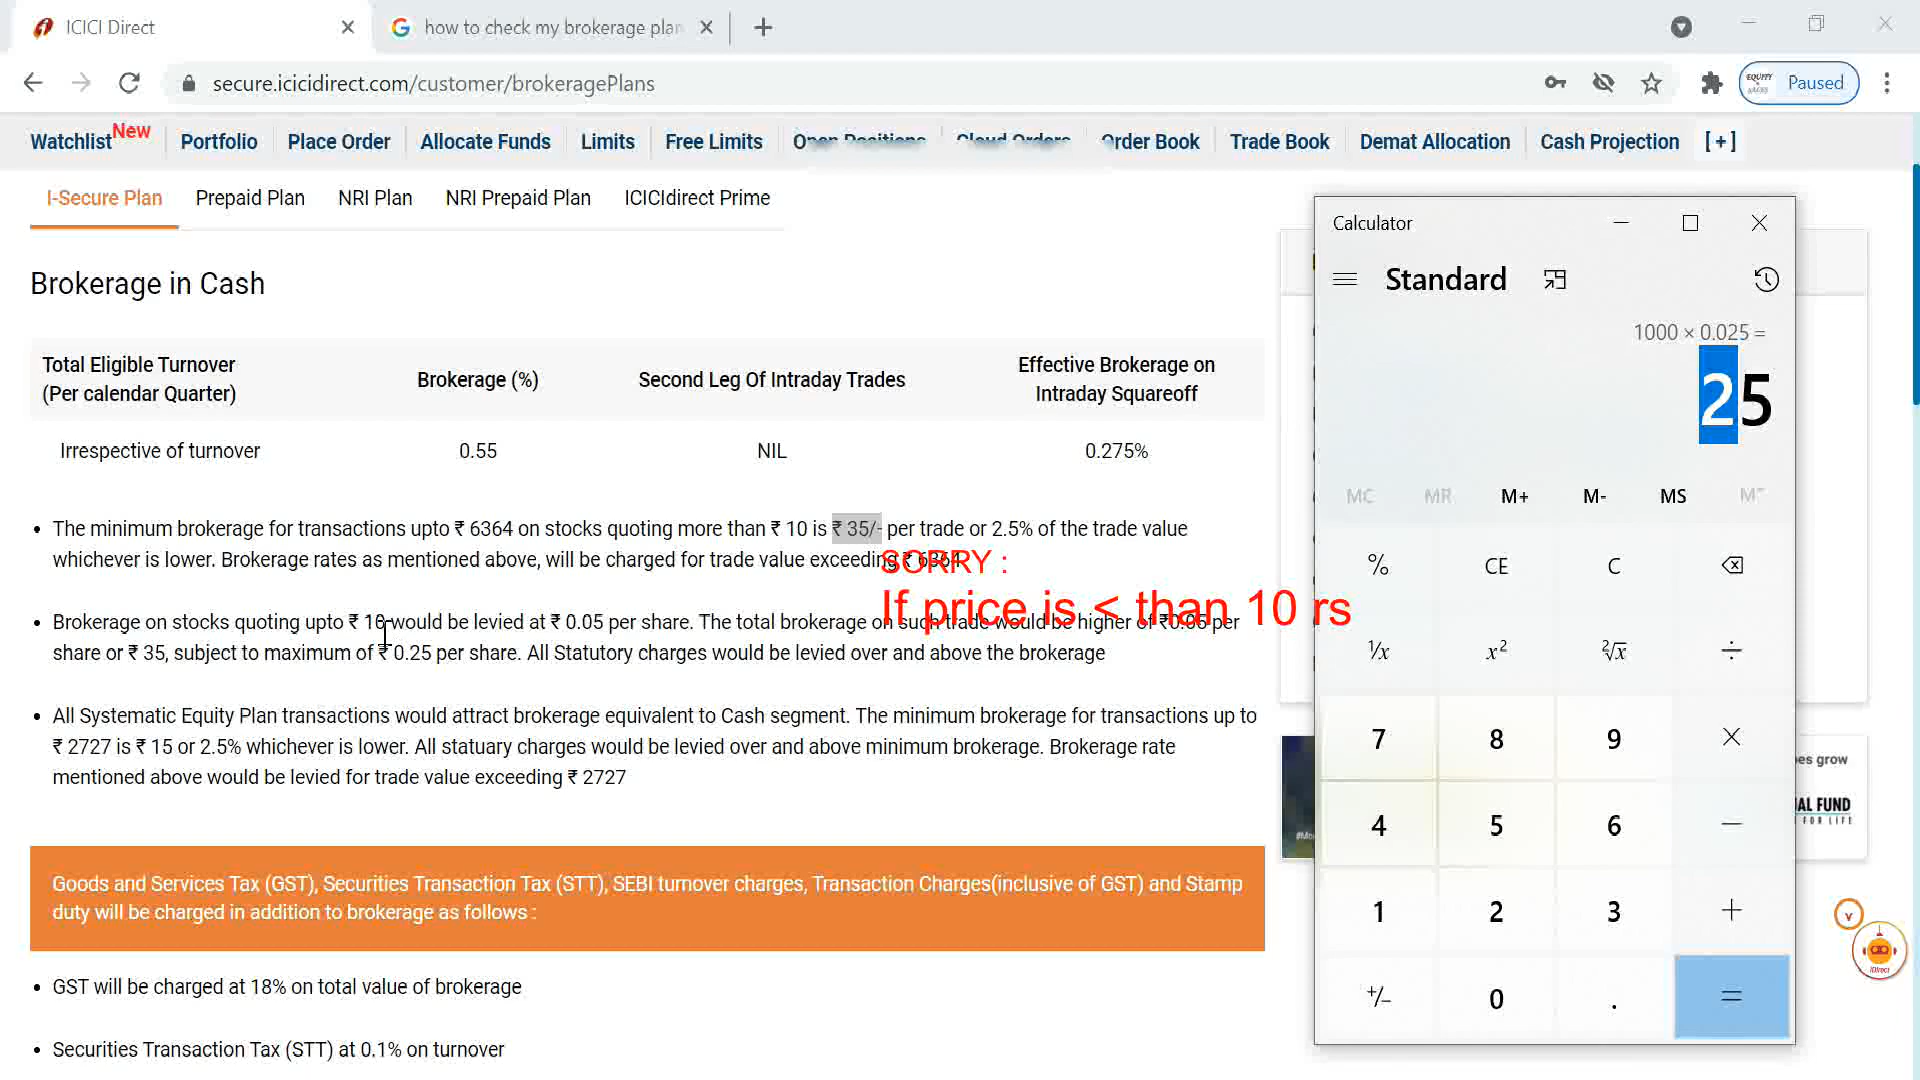 ICICI Direct
how to check my brokerage plan
secure.icicidirect.com/customer/brokeragePlans
Paused
Watchlist New Portfolio Place Order Allocate Funds Limits Free Limits Open Positions Cloud Orders Order Book Trade Book Demat Allocation Cash Projection [+]
I-Secure Plan Prepaid Plan NRI Plan NRI Prepaid Plan ICICIdirect Prime
Brokerage in Cash
Total Eligible Turnover
(Per calendar Quarter) Brokerage (%) Second Leg Of Intraday Trades Effective Brokerage on
Intraday Squareoff
Irrespective of turnover 0.55 NIL 0.275%
• The minimum brokerage for transactions upto ₹ 6364 on stocks quoting more than ₹ 10 is ₹ 35/- per trade or 2.5% of the trade value
whichever is lower. Brokerage rates as mentioned above, will be charged for trade value exceeding ₹ 6364
SORRY :
If price is < than 10 rs
• Brokerage on stocks quoting upto ₹ 10 would be levied at ₹ 0.05 per share. The total brokerage on such trade would be higher of ₹0.05 per
share or ₹ 35, subject to maximum of ₹ 0.25 per share. All Statutory charges would be levied over and above the brokerage
• All Systematic Equity Plan transactions would attract brokerage equivalent to Cash segment. The minimum brokerage for transactions up to
₹ 2727 is ₹ 15 or 2.5% whichever is lower. All statuary charges would be levied over and above minimum brokerage. Brokerage rate
mentioned above would be levied for trade value exceeding ₹ 2727
Goods and Services Tax (GST), Securities Transaction Tax (STT), SEBI turnover charges, Transaction Charges(inclusive of GST) and Stamp
duty will be charged in addition to brokerage as follows :
• GST will be charged at 18% on total value of brokerage
• Securities Transaction Tax (STT) at 0.1% on turnover
Calculator
Standard
1000 × 0.025 =
25
MC MR M+ M- MS
% CE C
⅟x x² ²√x ÷
7 8 9 ×
4 5 6 −
1 2 3 +
+/− 0 . =
grow
AL FUND
FOR LIFE
iDirect